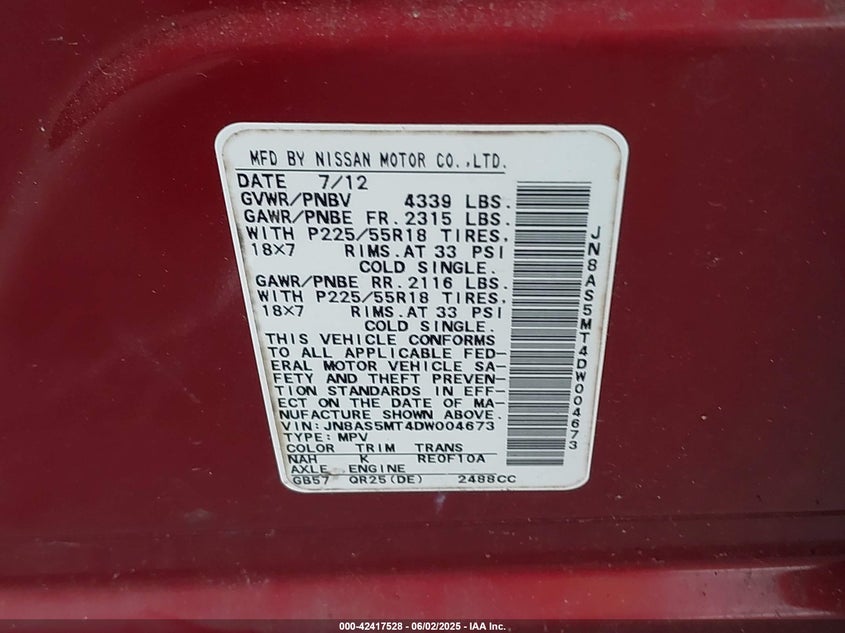 MFD BY NISSAN MOTOR CO.,LTD.
DATE 7/12
GVWR/PNBV 4339 LBS.
GAWR/PNBE FR. 2315 LBS.
WITH P225/55R18 TIRES,
18×7 RIMS.AT 33 PSI
COLD SINGLE.
GAWR/PNBE RR. 2116 LBS.
WITH P225/55R18 TIRES,
18×7 RIMS.AT 33 PSI
COLD SINGLE.
THIS VEHICLE CONFORMS
TO ALL APPLICABLE FED-
ERAL MOTOR VEHICLE SA-
FETY AND THEFT PREVEN-
TION STANDARDS IN EFF-
ECT ON THE DATE OF MA-
NUFACTURE SHOWN ABOVE.
VIN: JN8AS5MT4DW004673
TYPE: MPV
COLOR TRIM TRANS
NAH K RE0F10A
AXLE ENGINE
GB57 QR25(DE) 2488CC
JN8AS5MT4DW004673
000-42417528 - 06/02/2025 - IAA Inc.